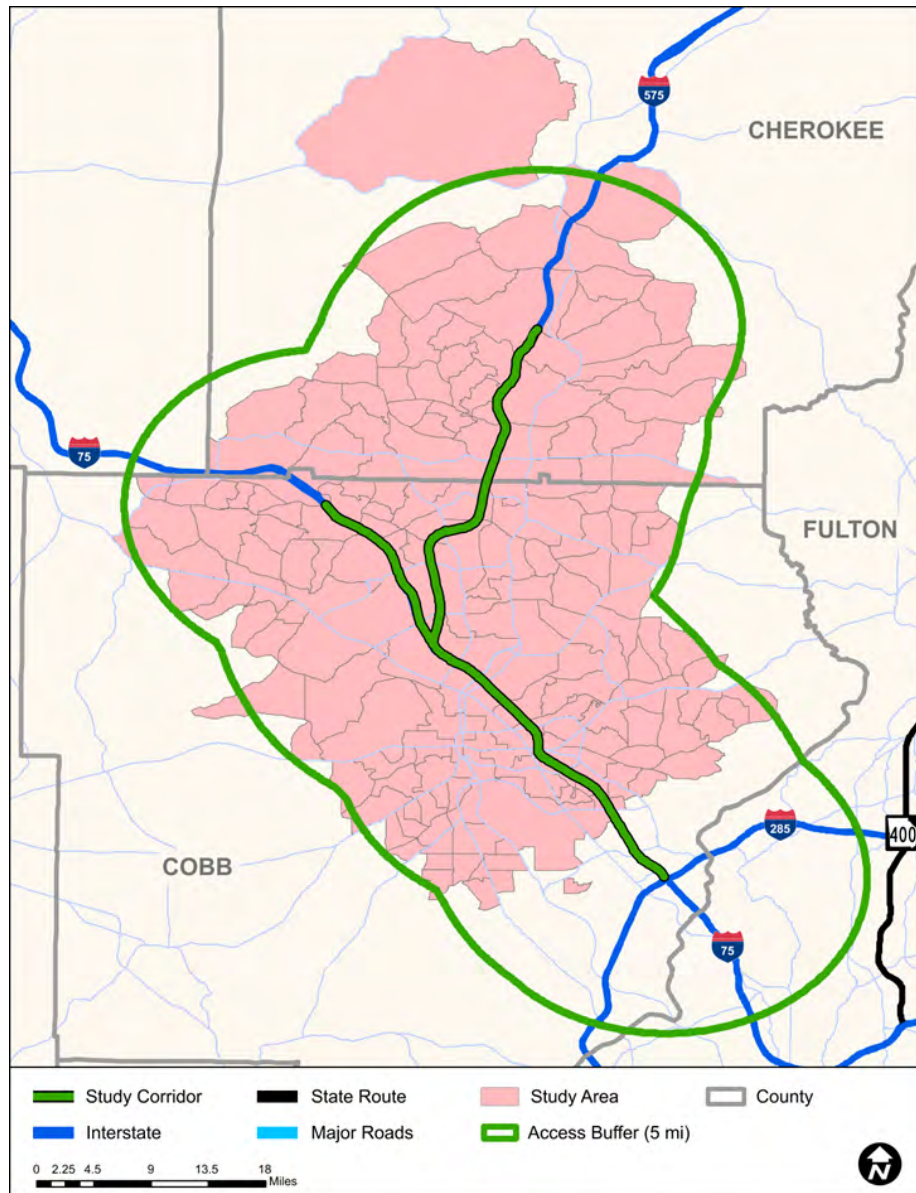 575
CHEROKEE
75
FULTON
285
400
COBB
75
Study Corridor
State Route
Study Area
County
Interstate
Major Roads
Access Buffer (5 mi)
0 2.25 4.5 9 13.5 18
Miles
N